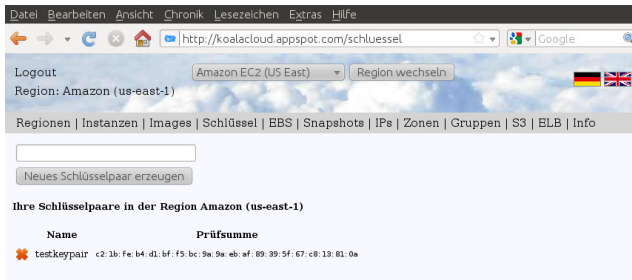 Datei Bearbeiten Ansicht Chronik Lesezeichen Extras Hilfe
http://koalacloud.appspot.com/schluessel Google
Logout Amazon EC2 (US East) Region wechseln
Region: Amazon (us-east-1)
Regionen | Instanzen | Images | Schlüssel | EBS | Snapshots | IPs | Zonen | Gruppen | S3 | ELB | Info
Neues Schlüsselpaar erzeugen
Ihre Schlüsselpaare in der Region Amazon (us-east-1)
Name Prüfsumme
testkeypair c2:1b:fe:b4:d1:bf:f5:bc:9a:9a:eb:af:89:39:5f:67:c8:13:81:0a